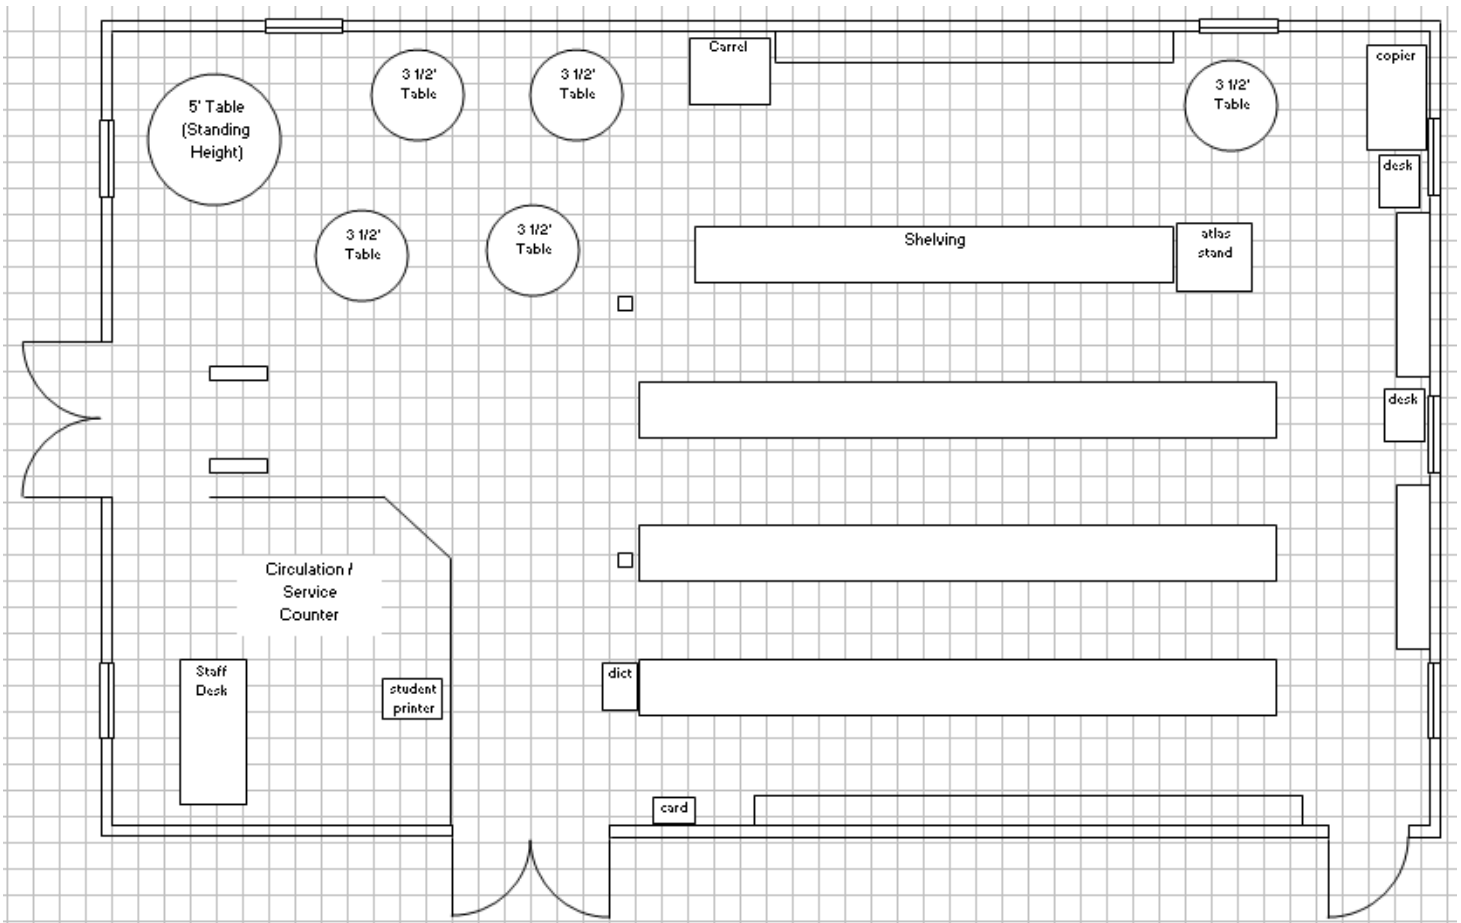 Carrel
copier
3 1/2'
Table
3 1/2'
Table
3 1/2'
Table
5' Table
(Standing
Height)
desk
3 1/2'
Table
3 1/2'
Table
Shelving
atlas
stand
desk
Circulation /
Service
Counter
Staff
Desk
student
printer
dict
card